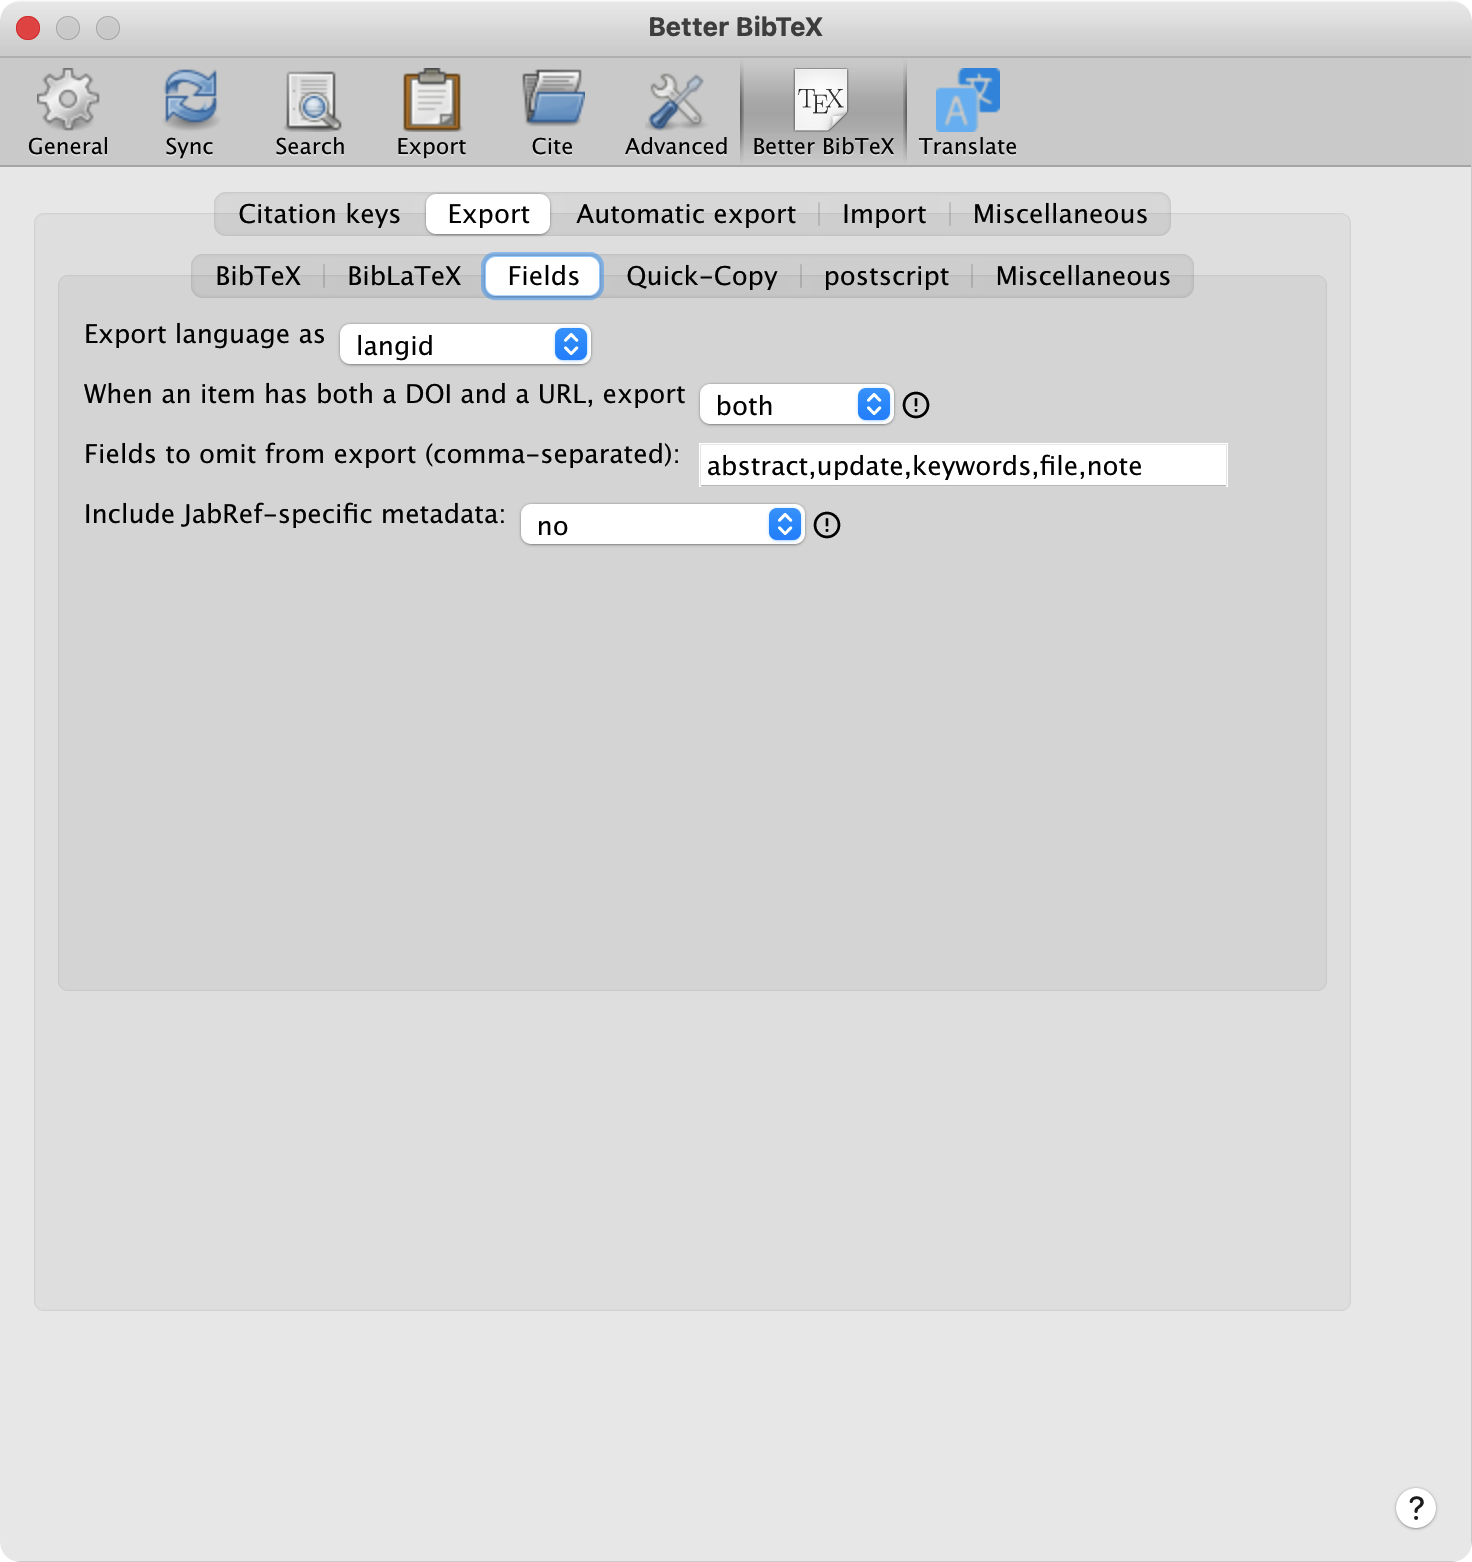 Better BibTeX
General Sync Search Export Cite Advanced Better BibTeX Translate
TEX
A 文
Citation keys Export Automatic export Import Miscellaneous
BibTeX BibLaTeX Fields Quick-Copy postscript Miscellaneous
Export language as langid
When an item has both a DOI and a URL, export both
Fields to omit from export (comma-separated): abstract,update,keywords,file,note
Include JabRef-specific metadata: no
?